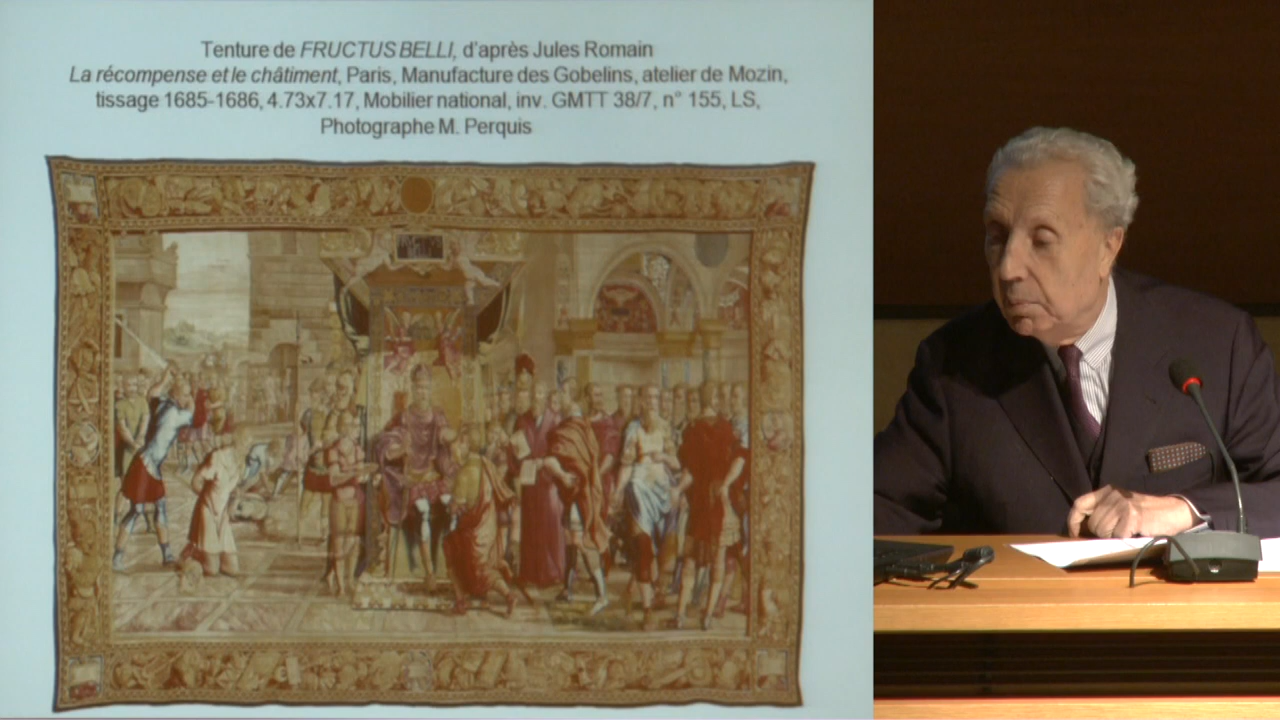 Tenture de FRUCTUS BELLI, d'après Jules Romain
La récompense et le châtiment, Paris, Manufacture des Gobelins, atelier de Mozin,
tissage 1685-1686, 4.73x7.17, Mobilier national, inv. GMTT 38/7, n° 155, LS,
Photographe M. Perquis